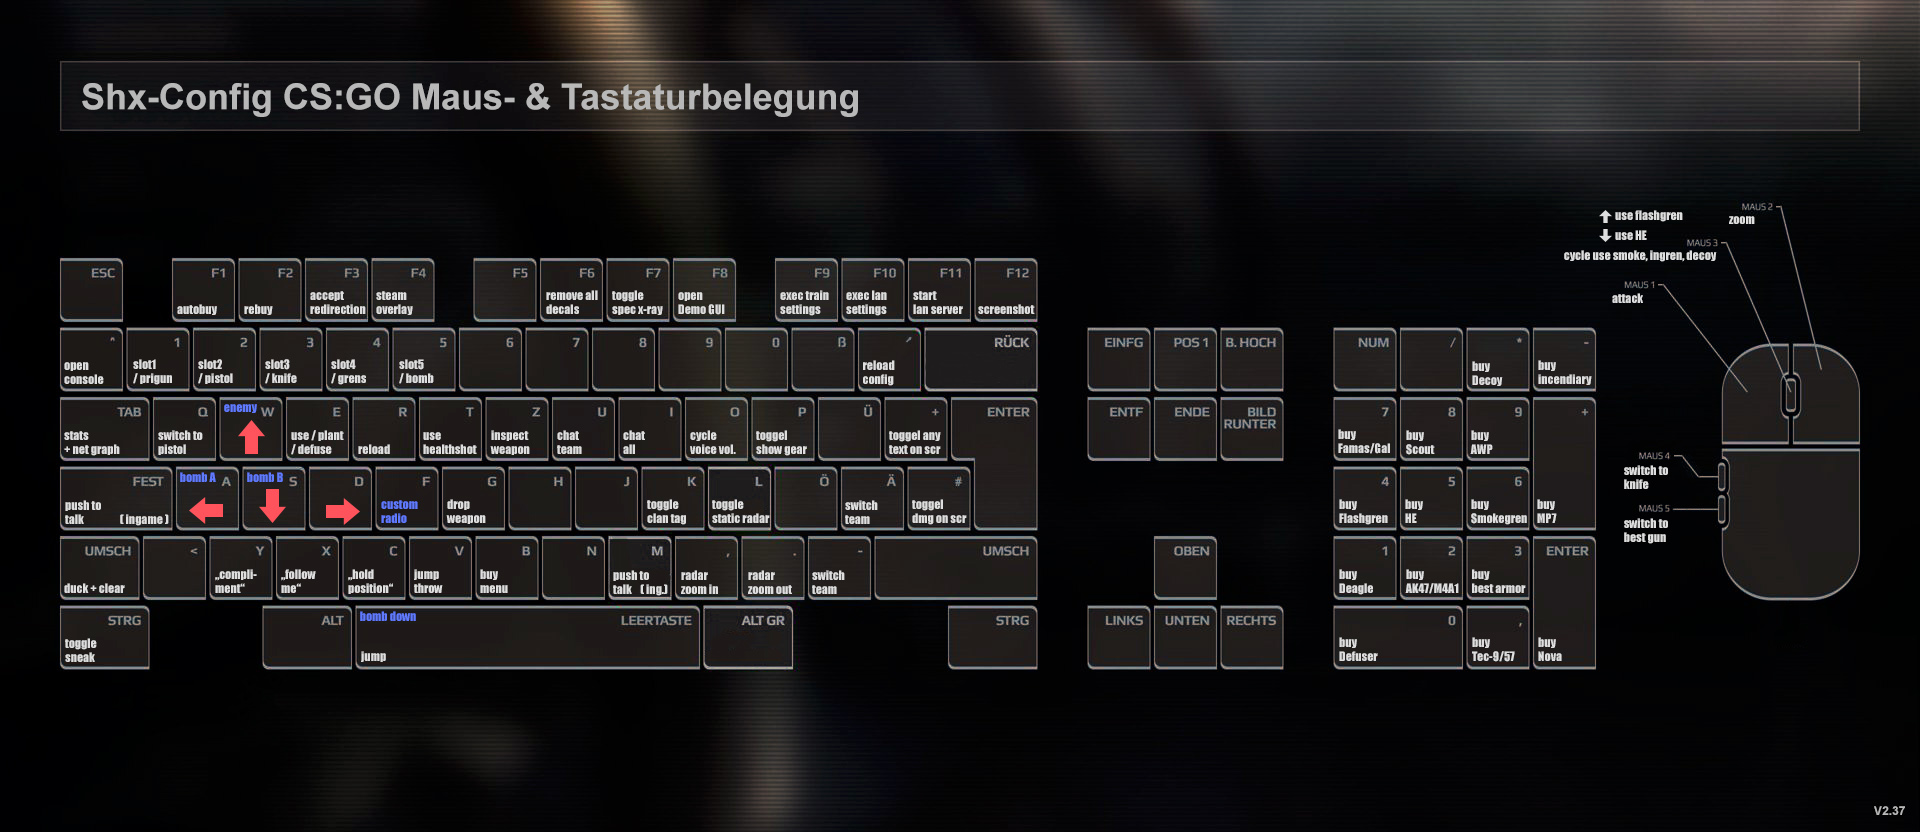 Shx-Config CS:GO Maus- & Tastaturbelegung
use flashgren
use HE
cycle use smoke, ingren, decoy
MAUS 2
zoom
MAUS 3
MAUS 1
attack
MAUS 4
switch to
knife
MAUS 5
switch to
best gun
ESC
F1
autobuy
F2
rebuy
F3
accept
redirection
F4
steam
overlay
F5
F6
remove all
decals
F7
toggle
spec x-ray
F8
open
Demo GUI
F9
exec train
settings
F10
exec lan
settings
F11
start
lan server
F12
screenshot
^
open
console
1
slot1
/ prigun
2
slot2
/ pistol
3
slot3
/ knife
4
slot4
/ grens
5
slot5
/ bomb
6
7
8
9
0
ß
´
reload
config
RÜCK
EINFG
POS 1
B. HOCH
NUM
/
*
buy
Decoy
-
buy
incendiary
TAB
stats
+ net graph
Q
switch to
pistol
enemy
W
E
use / plant
/ defuse
R
reload
T
use
healthshot
Z
inspect
weapon
U
chat
team
I
chat
all
O
cycle
voice vol.
P
toggel
show gear
Ü
+
toggel any
text on scr
ENTER
ENTF
ENDE
BILD
RUNTER
7
buy
Famas/Gal
8
buy
Scout
9
buy
AWP
+
buy
MP7
FEST
push to
talk ( ingame )
bomb A
A
bomb B
S
D
F
custom
radio
G
drop
weapon
H
J
K
toggle
clan tag
L
toggle
static radar
Ö
Ä
switch
team
#
toggel
dmg on scr
4
buy
Flashgren
5
buy
HE
6
buy
Smokegren
UMSCH
duck + clear
<
Y
„compli-
ment“
X
„follow
me“
C
„hold
position“
V
jump
throw
B
buy
menu
N
M
push to
talk ( ing.)
,
radar
zoom in
.
radar
zoom out
-
switch
team
UMSCH
OBEN
1
buy
Deagle
2
buy
AK47/M4A1
3
buy
best armor
ENTER
buy
Nova
STRG
toggle
sneak
ALT
bomb down
LEERTASTE
jump
ALT GR
STRG
LINKS
UNTEN
RECHTS
0
buy
Defuser
,
buy
Tec-9/57
V2.37